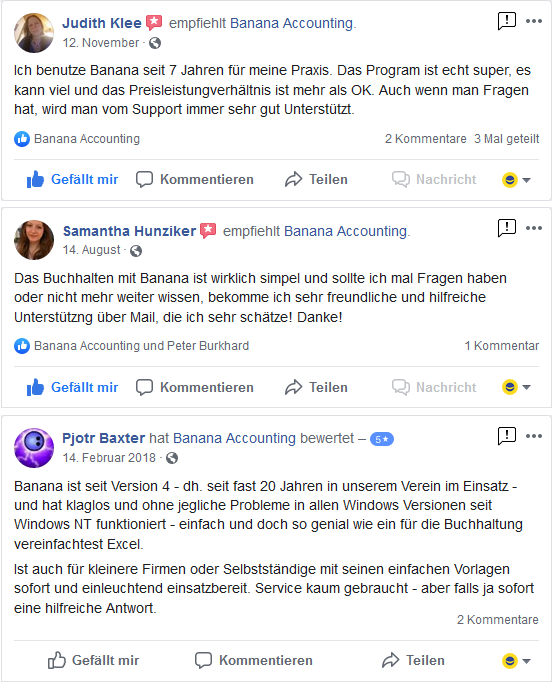 Judith Klee empfiehlt Banana Accounting.
12. November ·
Ich benutze Banana seit 7 Jahren für meine Praxis. Das Program ist echt super, es
kann viel und das Preisleistungverhältnis ist mehr als OK. Auch wenn man Fragen
hat, wird man vom Support immer sehr gut Unterstützt.
Banana Accounting 2 Kommentare 3 Mal geteilt
Gefällt mir Kommentieren Teilen Nachricht
Samantha Hunziker empfiehlt Banana Accounting.
14. August ·
Das Buchhalten mit Banana ist wirklich simpel und sollte ich mal Fragen haben
oder nicht mehr weiter wissen, bekomme ich sehr freundliche und hilfreiche
Unterstützng über Mail, die ich sehr schätze! Danke!
Banana Accounting und Peter Burkhard 1 Kommentar
Gefällt mir Kommentieren Teilen Nachricht
Pjotr Baxter hat Banana Accounting bewertet – 5★
14. Februar 2018 ·
Banana ist seit Version 4 - dh. seit fast 20 Jahren in unserem Verein im Einsatz -
und hat klaglos und ohne jegliche Probleme in allen Windows Versionen seit
Windows NT funktioniert - einfach und doch so genial wie ein für die Buchhaltung
vereinfachtest Excel.
Ist auch für kleinere Firmen oder Selbstständige mit seinen einfachen Vorlagen
sofort und einleuchtend einsatzbereit. Service kaum gebraucht - aber falls ja sofort
eine hilfreiche Antwort.
2 Kommentare
Gefällt mir Kommentieren Teilen